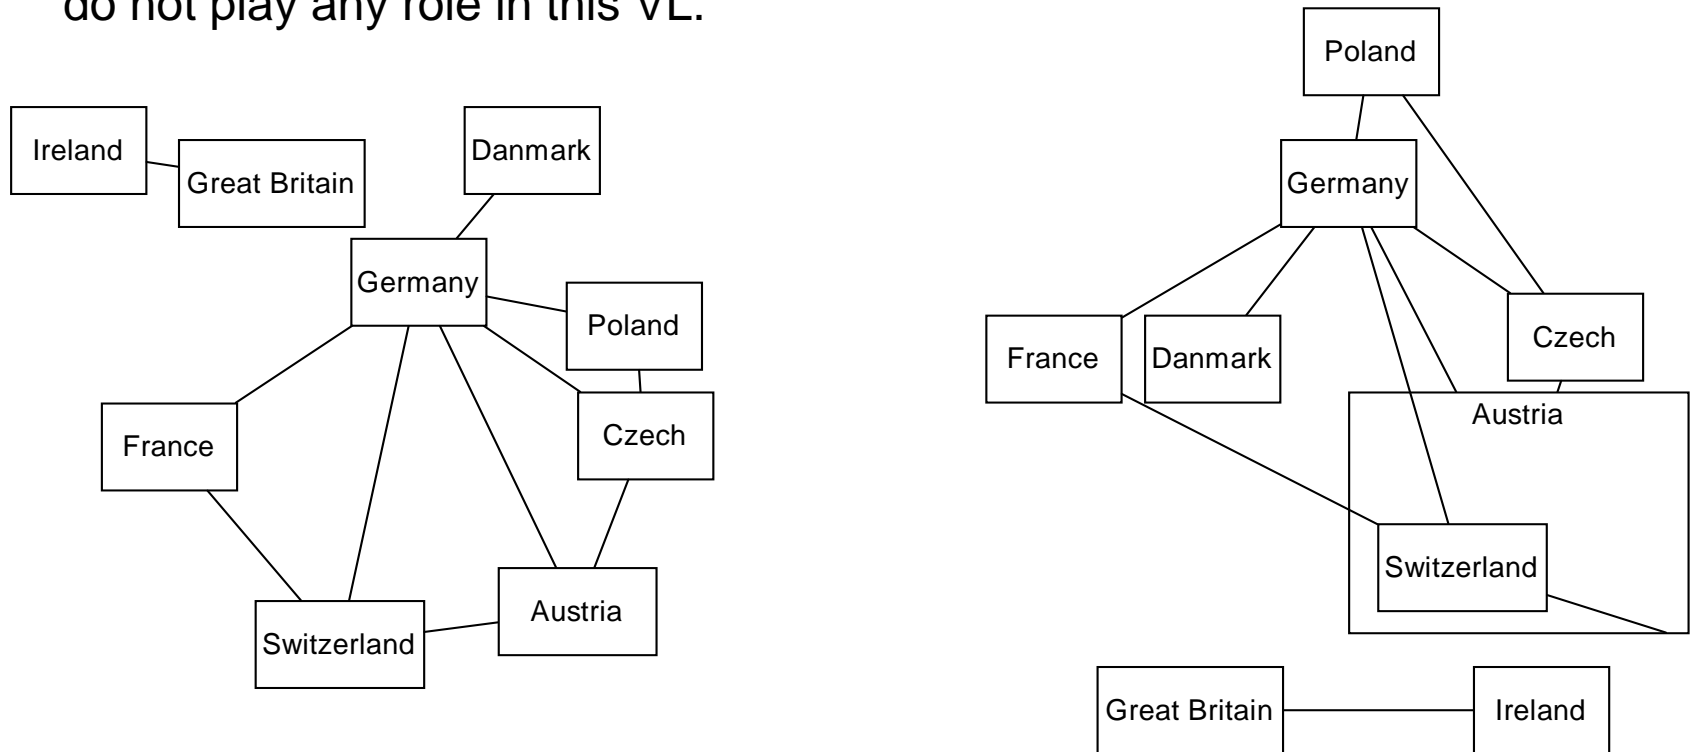 do not play any role in this VL.
Ireland
Great Britain
Danmark
Germany
Poland
France
Czech
Austria
Switzerland
Poland
Germany
France
Danmark
Czech
Austria
Switzerland
Great Britain
Ireland